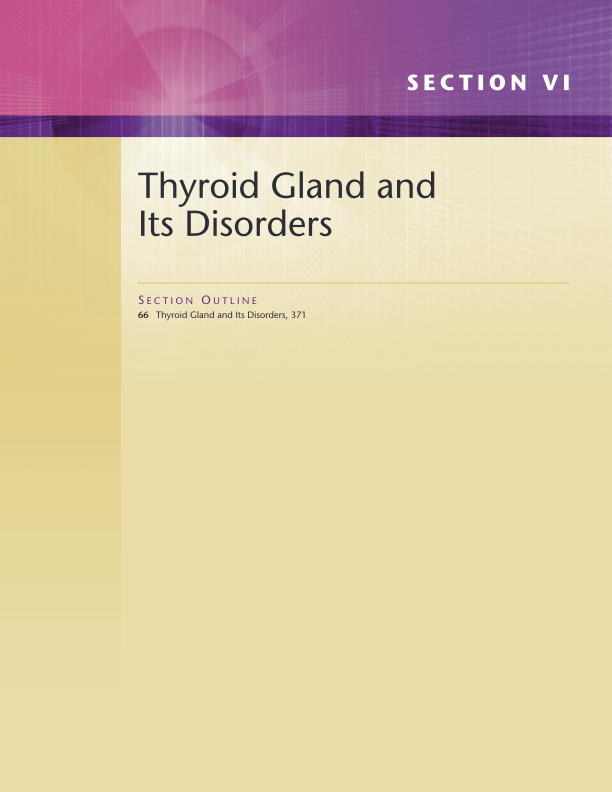 SECTION VI
Thyroid Gland and
Its Disorders
SECTION OUTLINE
66 Thyroid Gland and Its Disorders, 371